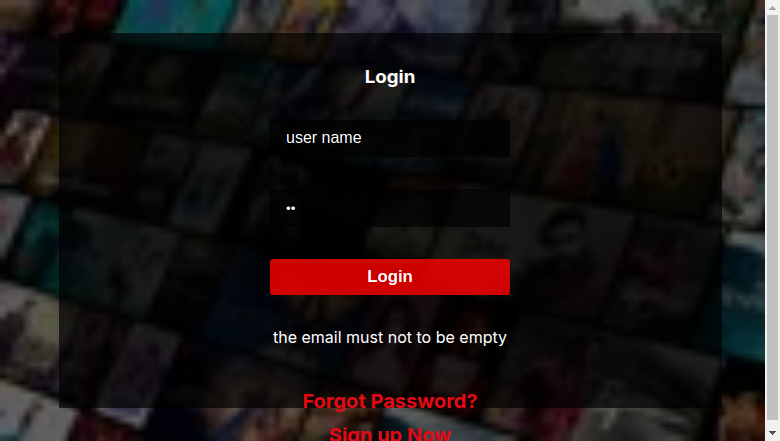 Login
user name
••
Login
the email must not to be empty
Forgot Password?
Sign up Now